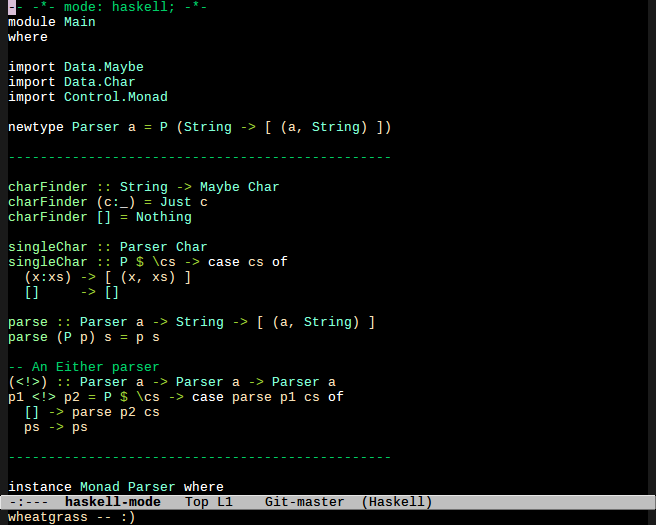 -- -*- mode: haskell; -*-
module Main
where

import Data.Maybe
import Data.Char
import Control.Monad

newtype Parser a = P (String -> [ (a, String) ])

------------------------------------------------

charFinder :: String -> Maybe Char
charFinder (c:_) = Just c
charFinder [] = Nothing

singleChar :: Parser Char
singleChar :: P $ \cs -> case cs of
  (x:xs) -> [ (x, xs) ]
  []     -> []

parse :: Parser a -> String -> [ (a, String) ]
parse (P p) s = p s

-- An Either parser
(<!>) :: Parser a -> Parser a -> Parser a
p1 <!> p2 = P $ \cs -> case parse p1 cs of
  [] -> parse p2 cs
  ps -> ps

------------------------------------------------

instance Monad Parser where
-:---  haskell-mode   Top L1    Git-master  (Haskell)
wheatgrass -- :)